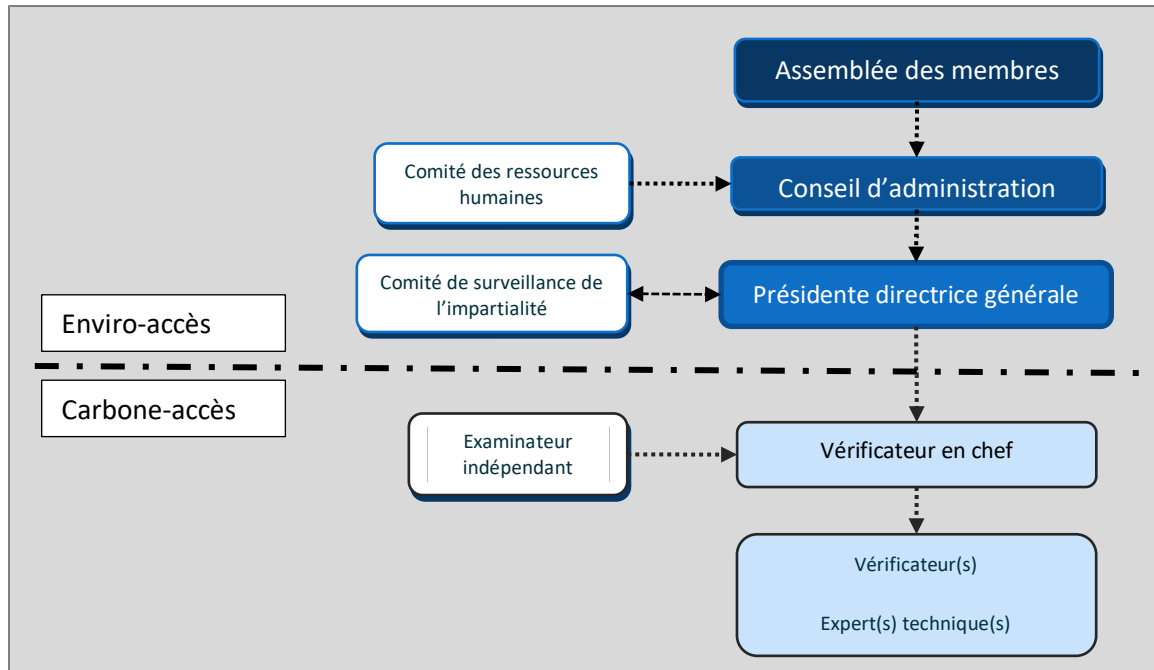 Assemblée des membres
Comité des ressources
humaines
Conseil d’administration
Comité de surveillance de
l’impartialité
Présidente directrice générale
Enviro-accès
Carbone-accès
Examinateur
indépendant
Vérificateur en chef
Vérificateur(s)
Expert(s) technique(s)